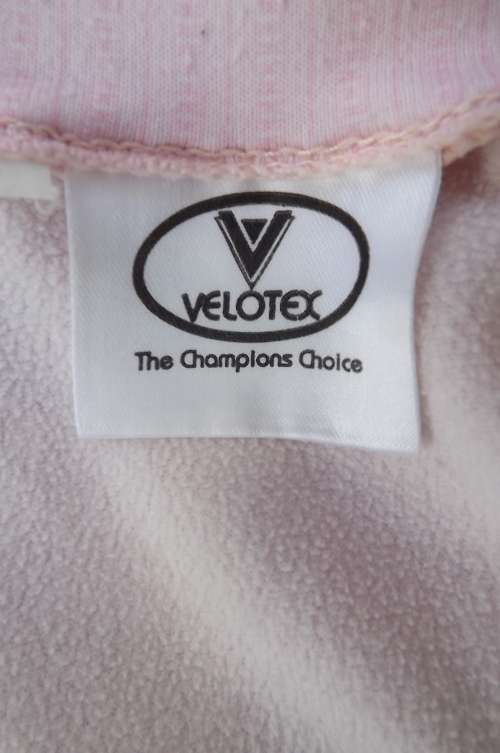 V
VELOTEX
The Champions Choice